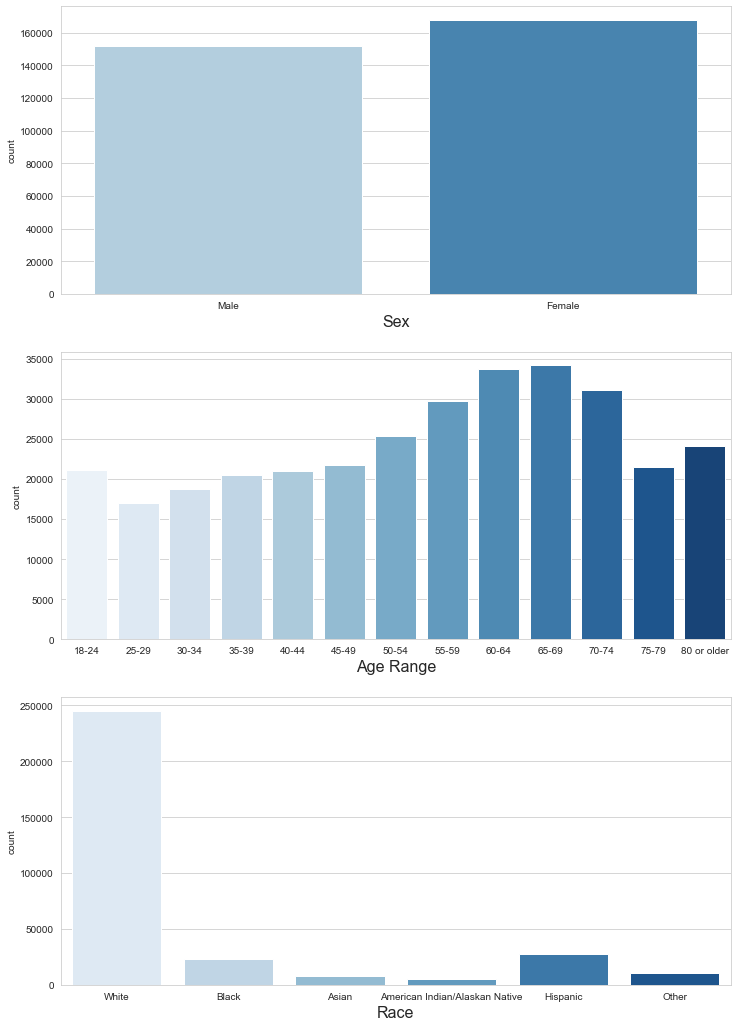 160000
140000
120000
100000
80000
60000
40000
20000
0
count
Male Female
Sex
35000
30000
25000
20000
15000
10000
5000
0
count
18-24 25-29 30-34 35-39 40-44 45-49 50-54 55-59 60-64 65-69 70-74 75-79 80 or older
Age Range
250000
200000
150000
100000
50000
0
count
White Black Asian American Indian/Alaskan Native Hispanic Other
Race